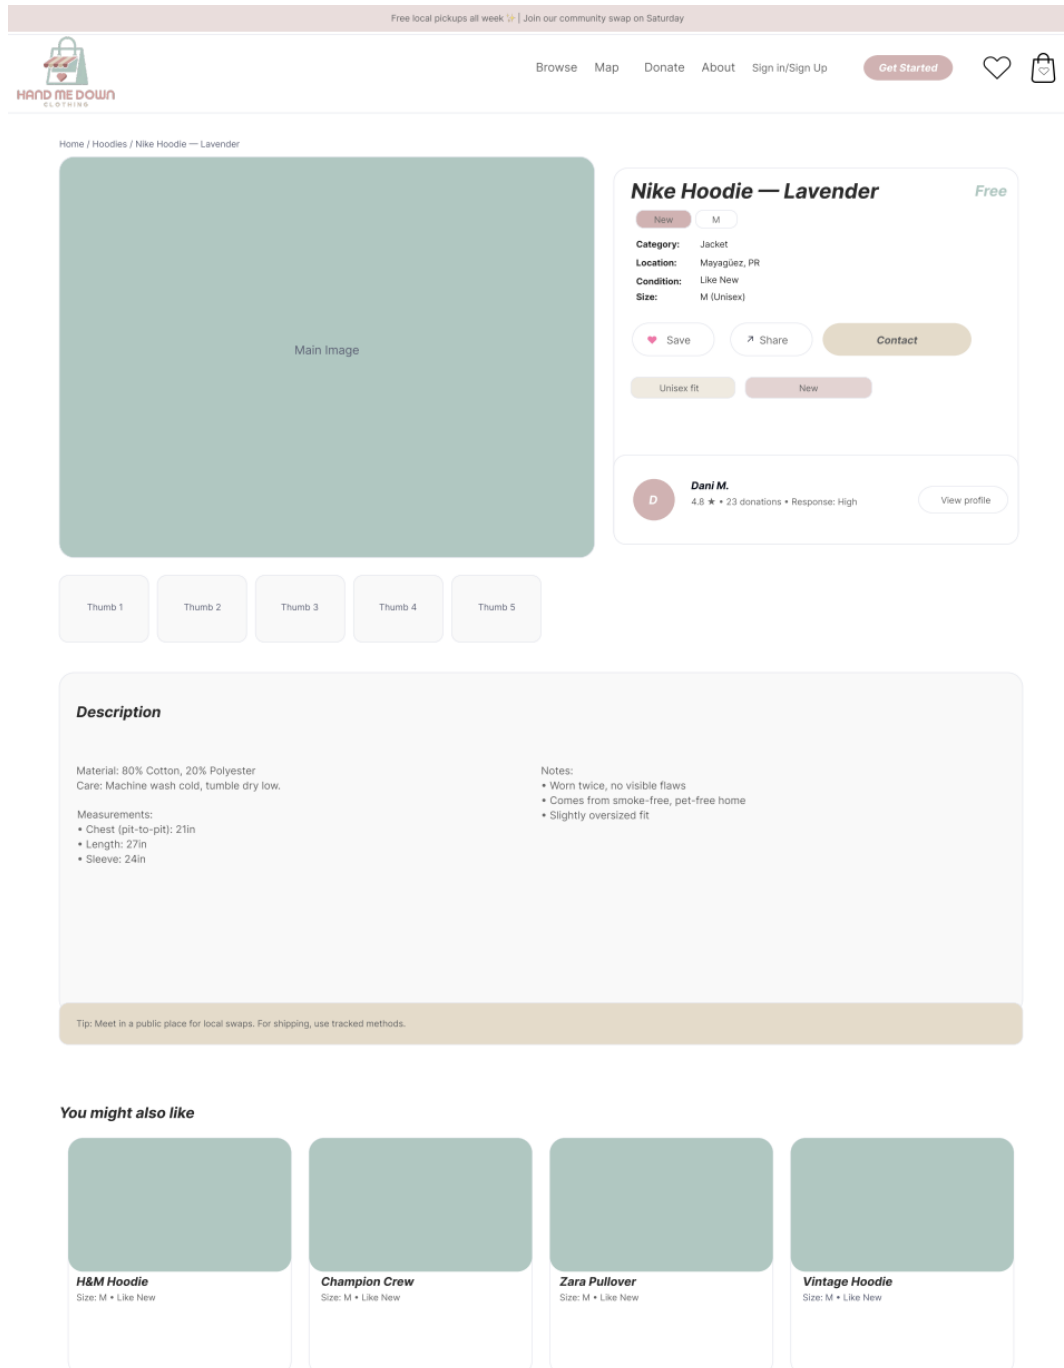 Free local pickups all week ✨ | Join our community swap on Saturday
HAND ME DOWN
CLOTHING
Browse Map Donate About Sign in/Sign Up Get Started
Home / Hoodies / Nike Hoodie — Lavender
Main Image
Nike Hoodie — Lavender Free
New M
Category: Jacket
Location: Mayagüez, PR
Condition: Like New
Size: M (Unisex)
Save Share Contact
Unisex fit New
D
Dani M.
4.8 ★ • 23 donations • Response: High
View profile
Thumb 1 Thumb 2 Thumb 3 Thumb 4 Thumb 5
Description
Material: 80% Cotton, 20% Polyester
Care: Machine wash cold, tumble dry low.
Measurements:
• Chest (pit-to-pit): 21in
• Length: 27in
• Sleeve: 24in
Notes:
• Worn twice, no visible flaws
• Comes from smoke-free, pet-free home
• Slightly oversized fit
Tip: Meet in a public place for local swaps. For shipping, use tracked methods.
You might also like
H&M Hoodie
Size: M • Like New
Champion Crew
Size: M • Like New
Zara Pullover
Size: M • Like New
Vintage Hoodie
Size: M • Like New